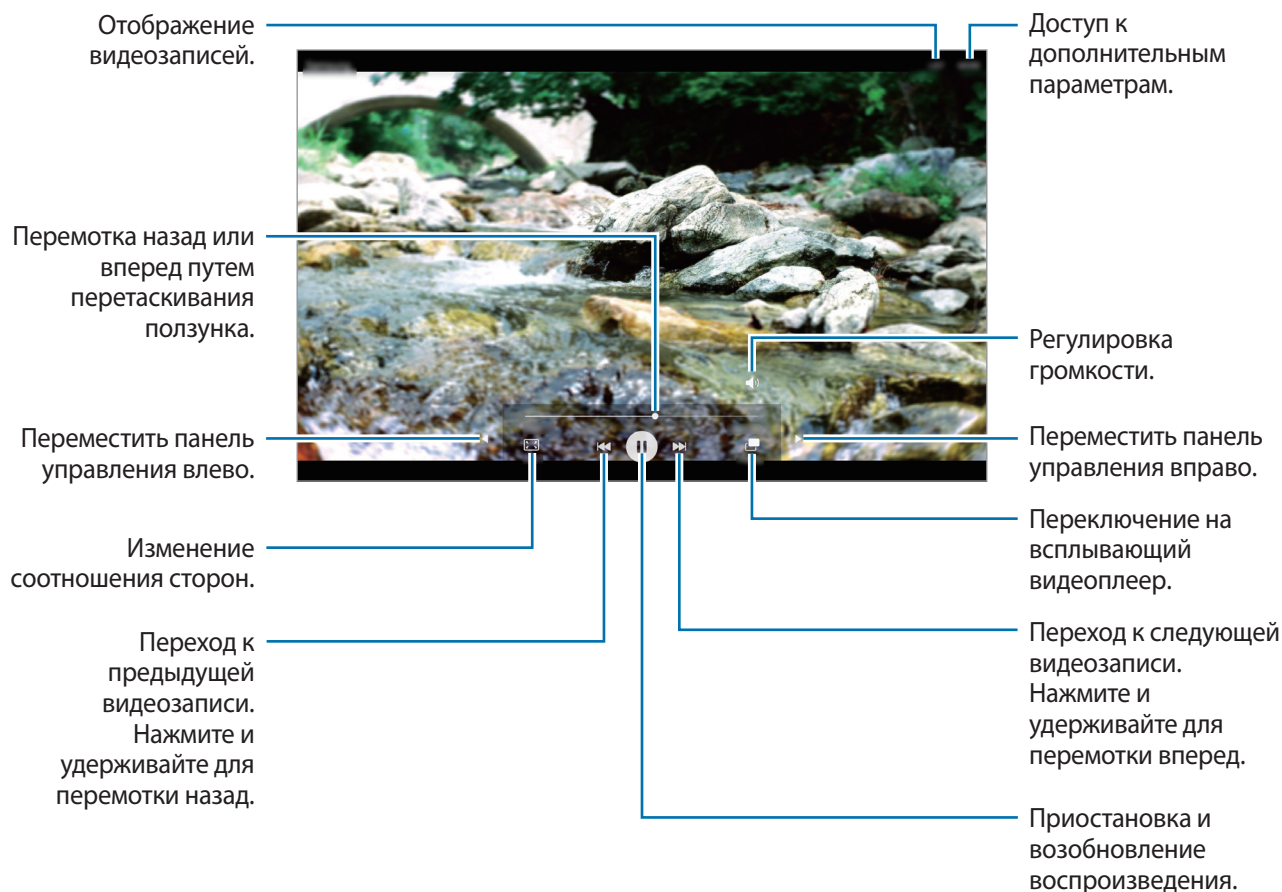 Отображение
видеозаписей.
Перемотка назад или
вперед путем
перетаскивания
ползунка.
Переместить панель
управления влево.
Изменение
соотношения сторон.
Переход к
предыдущей
видеозаписи.
Нажмите и
удерживайте для
перемотки назад.
Доступ к
дополнительным
параметрам.
Регулировка
громкости.
Переместить панель
управления вправо.
Переключение на
всплывающий
видеоплеер.
Переход к следующей
видеозаписи.
Нажмите и
удерживайте для
перемотки вперед.
Приостановка и
возобновление
воспроизведения.